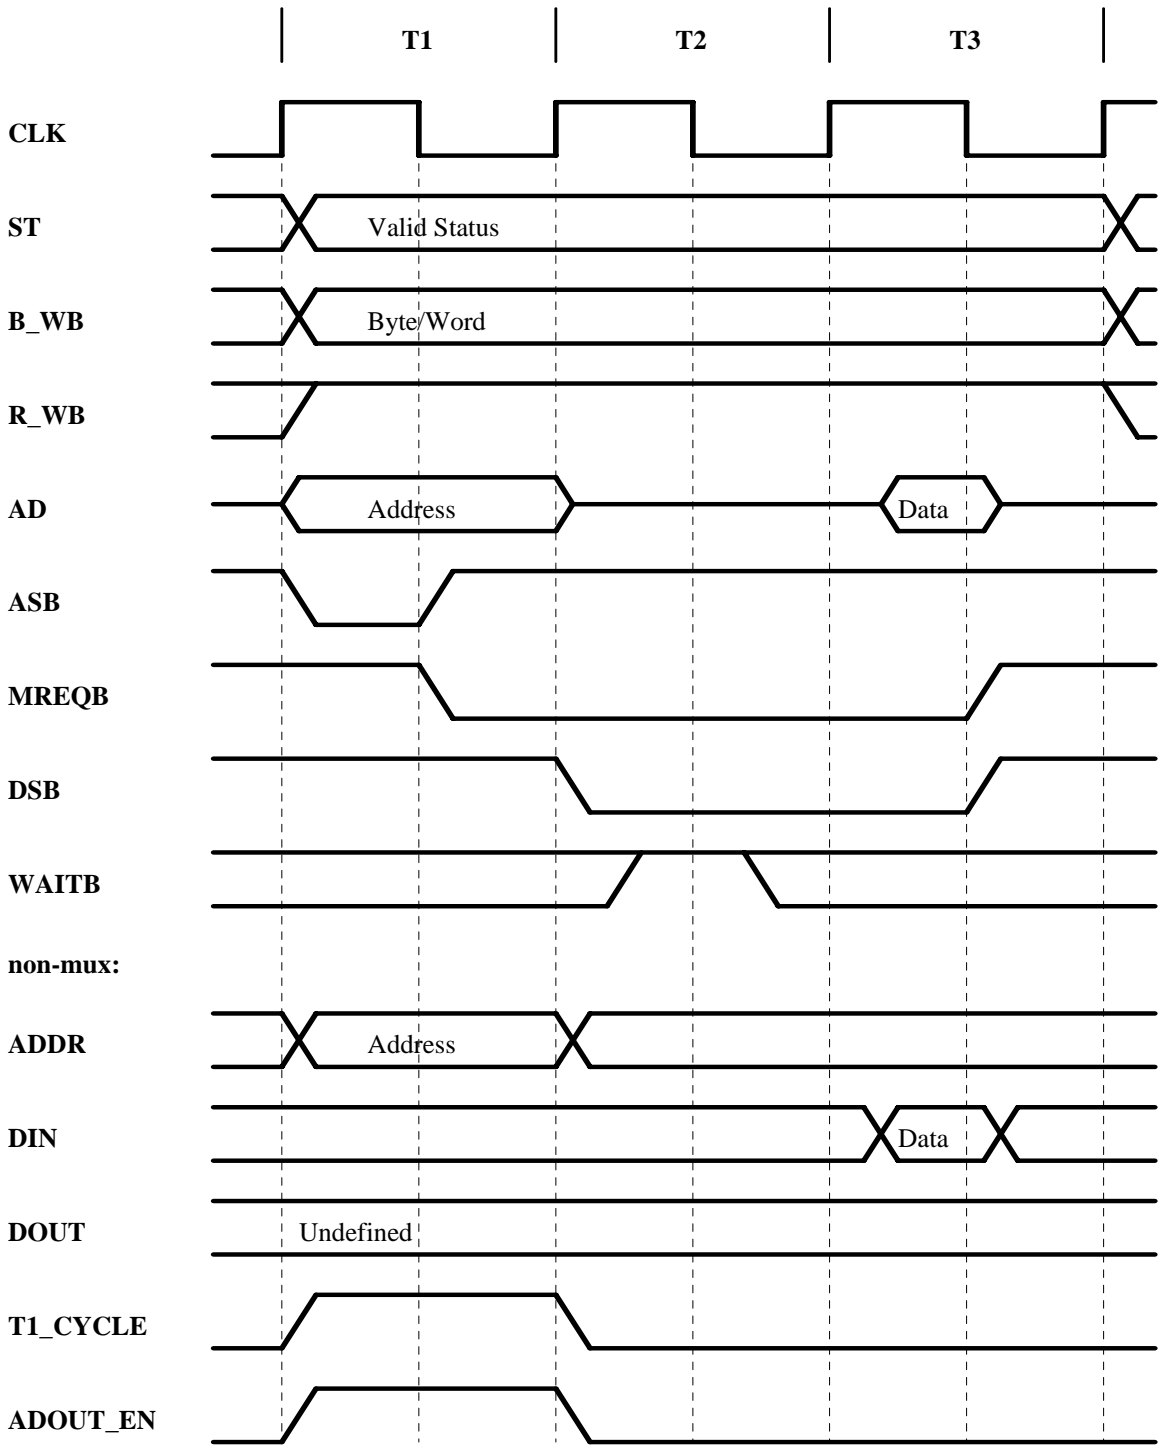 T1 T2 T3
CLK
ST Valid Status
B_WB Byte/Word
R_WB
AD Address Data
ASB
MREQB
DSB
WAITB
non-mux:
ADDR Address
DIN Data
DOUT Undefined
T1_CYCLE
ADOUT_EN